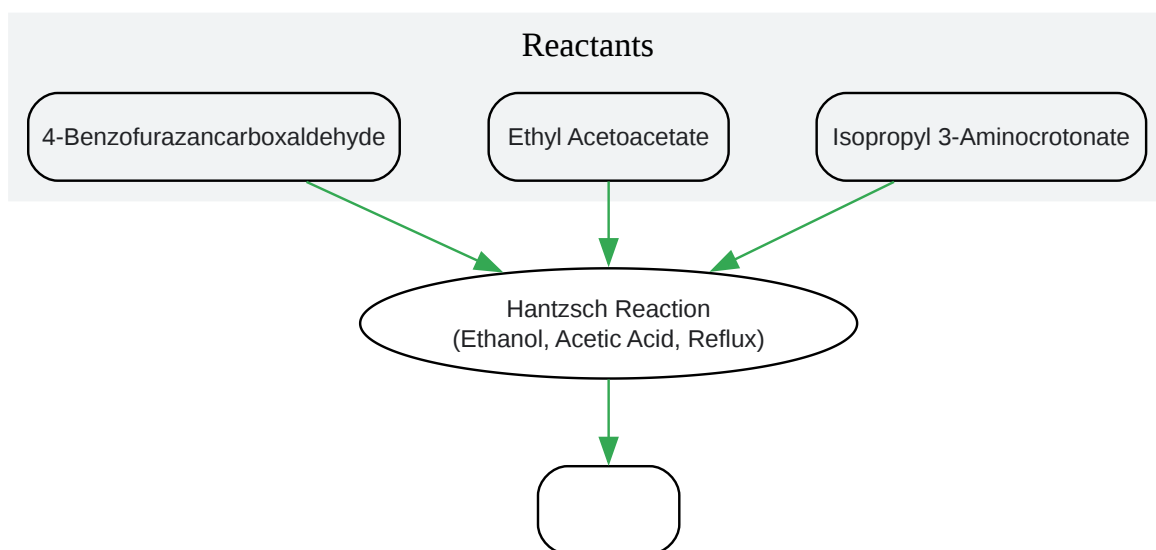 Reactants
4-Benzofurazancarboxaldehyde
Ethyl Acetoacetate
Isopropyl 3-Aminocrotonate
Hantzsch Reaction
(Ethanol, Acetic Acid, Reflux)